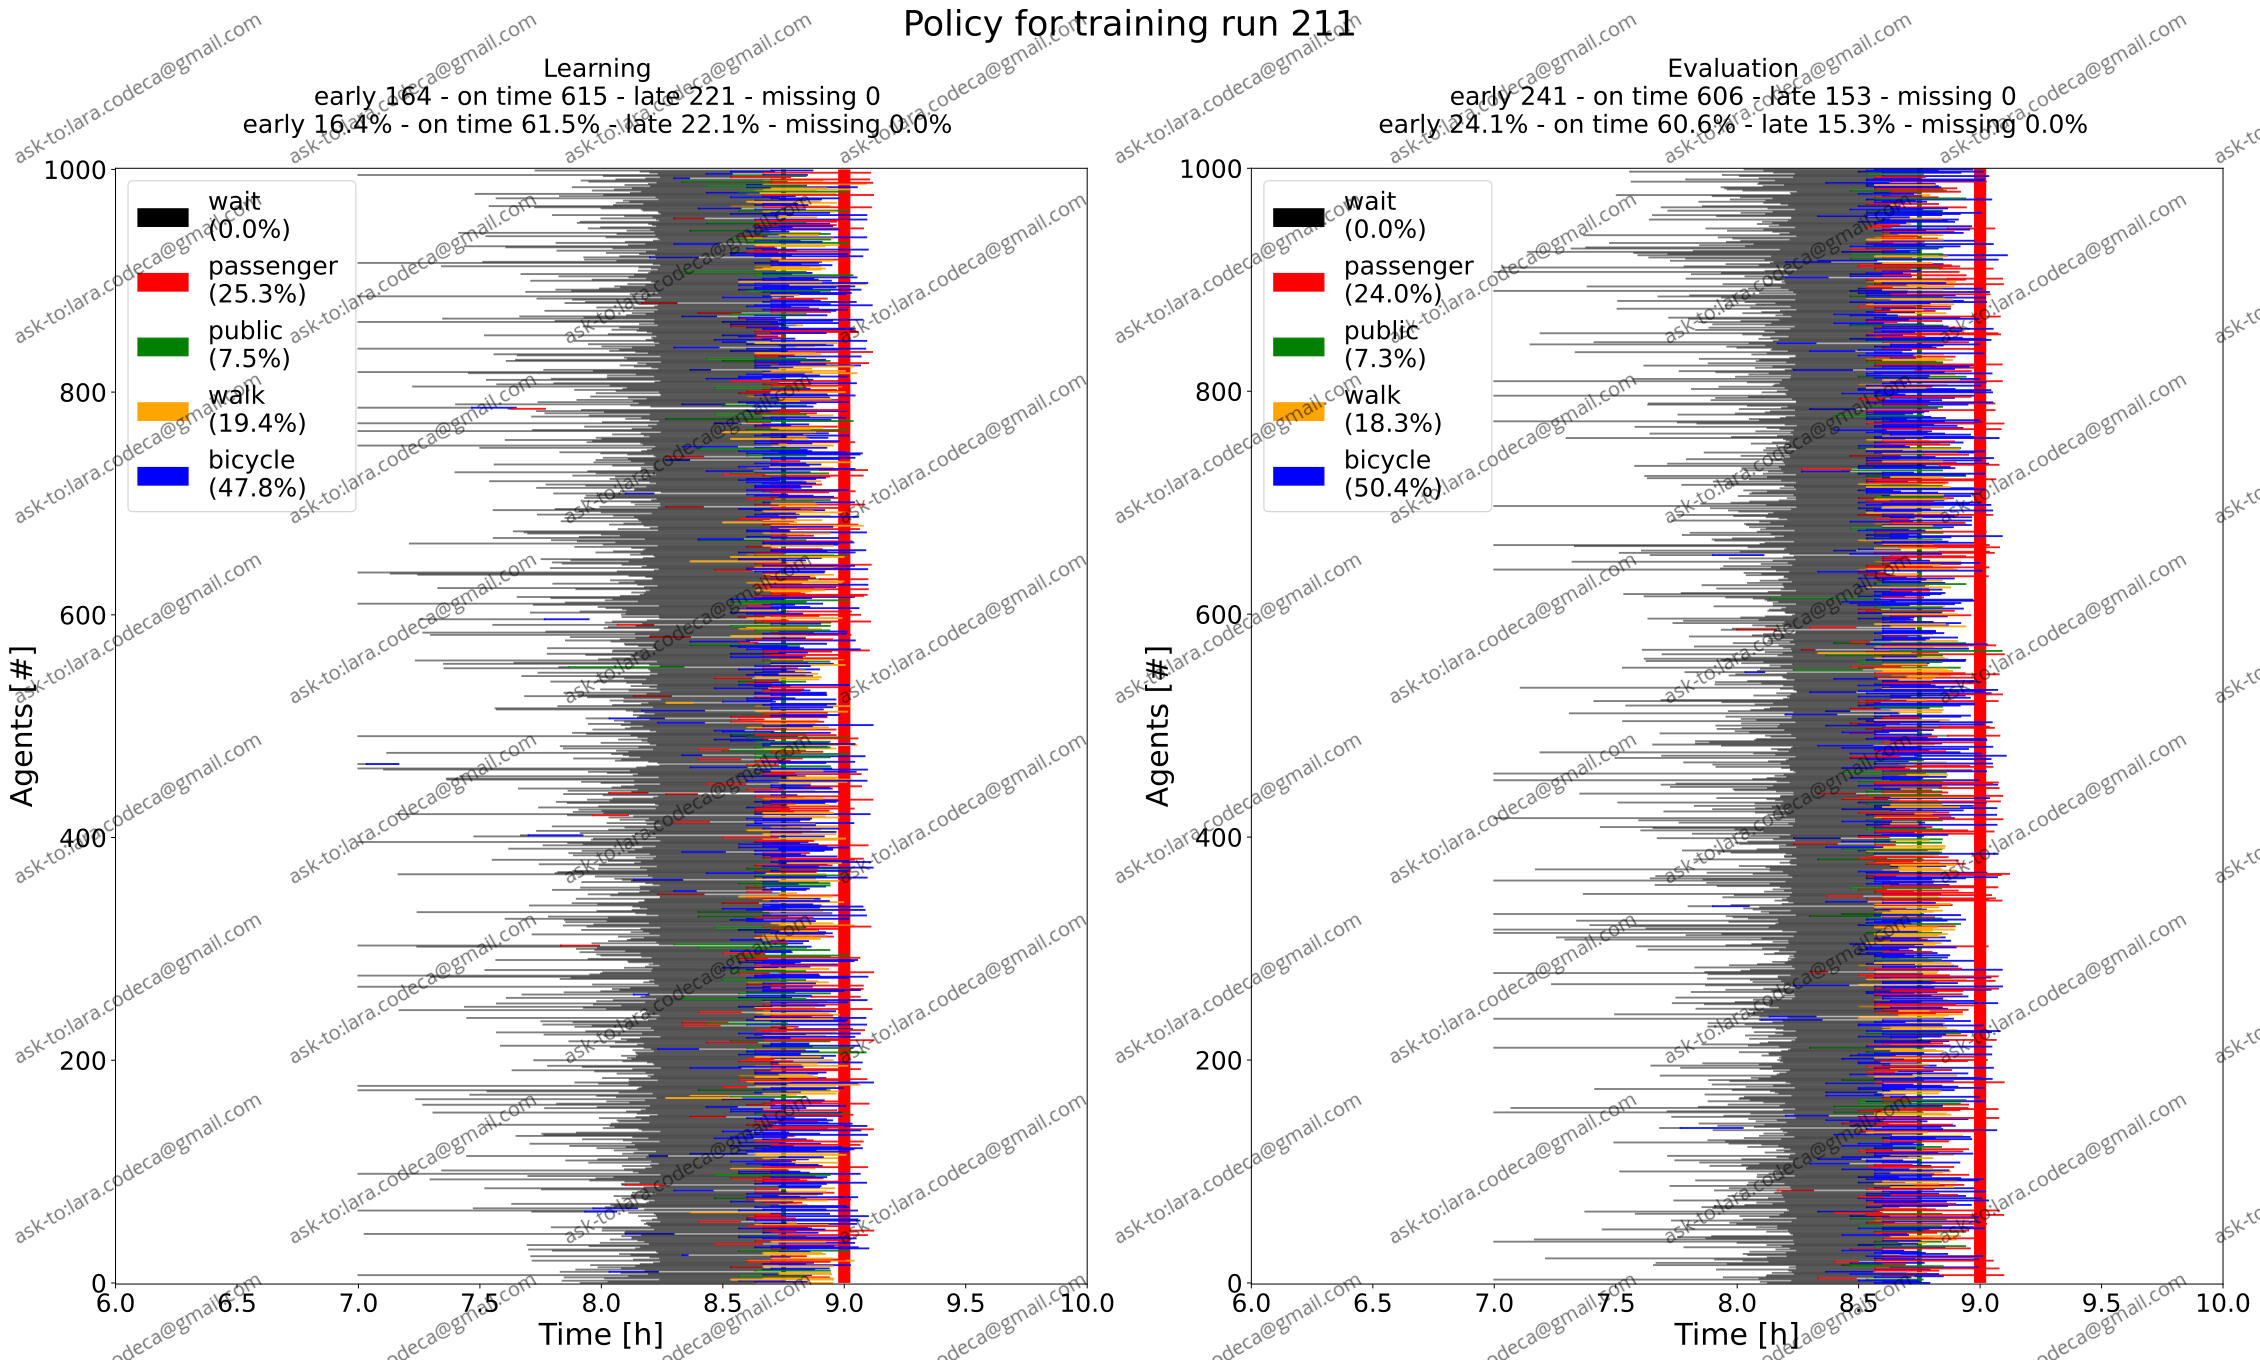 Policy for training run 211
Learning
early 164 - on time 615 - late 221 - missing 0
early 16.4% - on time 61.5% - late 22.1% - missing 0.0%
1000
800
600
400
200
0
Agents [#]
wait
(0.0%)
passenger
(25.3%)
public
(7.5%)
walk
(19.4%)
bicycle
(47.8%)
6.0 6.5 7.0 7.5 8.0 8.5 9.0 9.5 10.0
Time [h]
Evaluation
early 241 - on time 606 - late 153 - missing 0
early 24.1% - on time 60.6% - late 15.3% - missing 0.0%
1000
800
600
400
200
0
Agents [#]
wait
(0.0%)
passenger
(24.0%)
public
(7.3%)
walk
(18.3%)
bicycle
(50.4%)
6.0 6.5 7.0 7.5 8.0 8.5 9.0 9.5 10.0
Time [h]
ask-to:lara.codeca@gmail.com